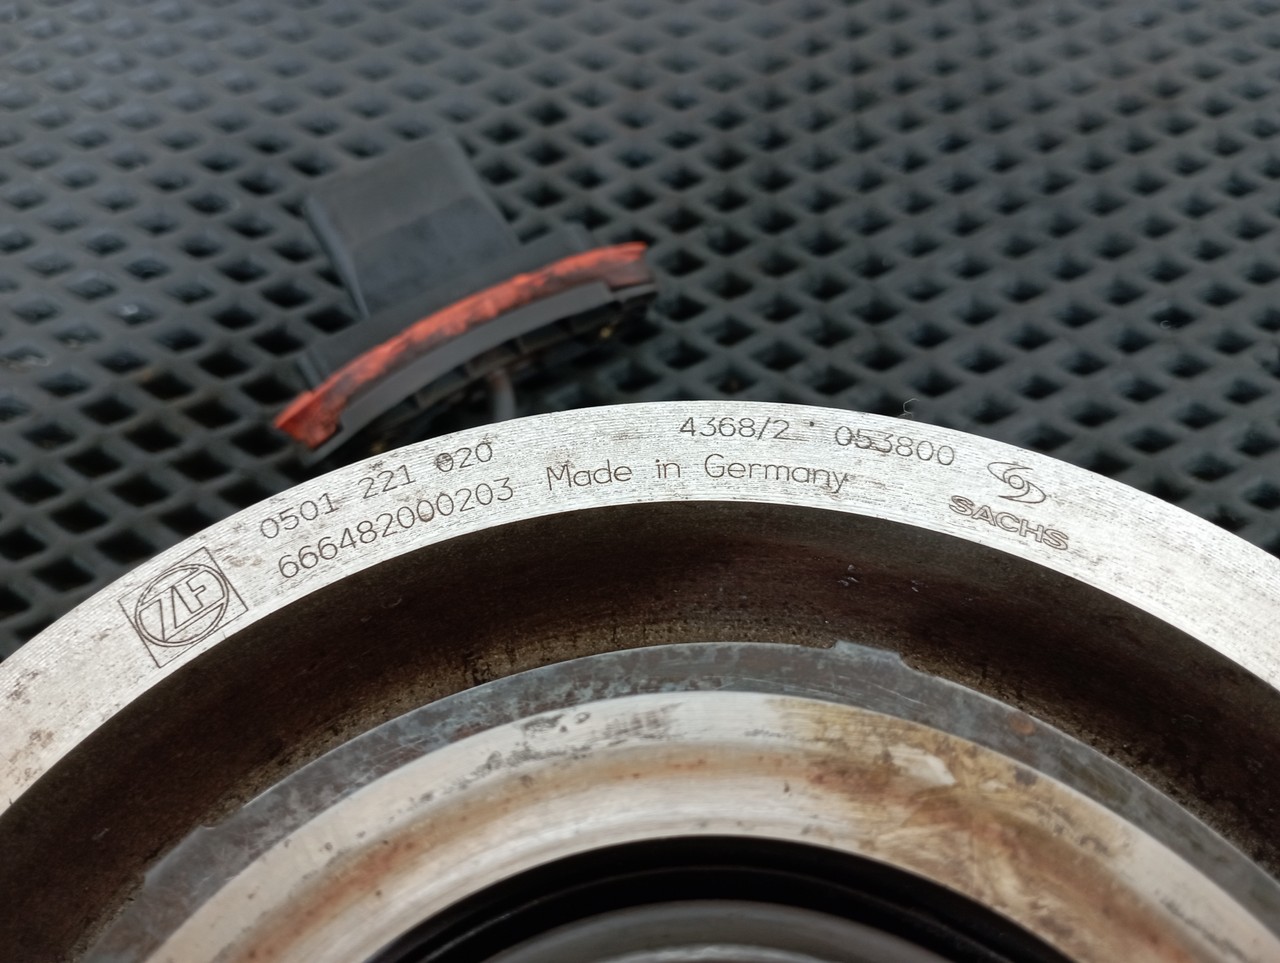 ZF
0501 221 020
666482000203 Made in Germany
4368/2 053800
SACHS